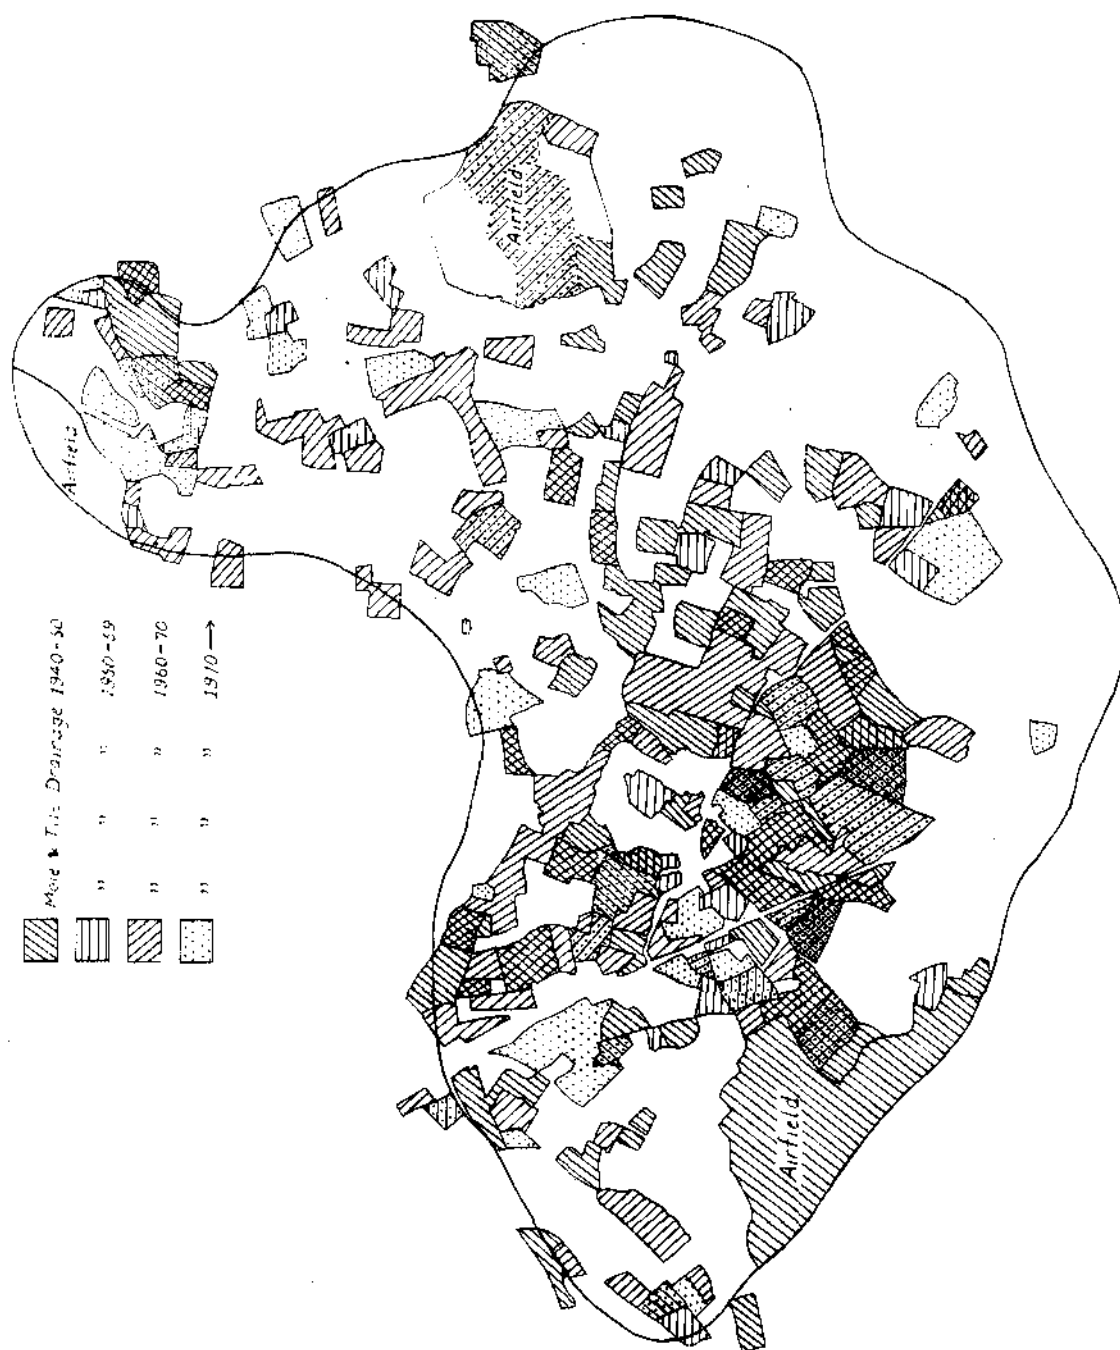 Mole & Tile Drainage 1940-50
" " " 1950-59
" " " 1960-70
" " " 1970→
Airfield
Airfield
Airfield